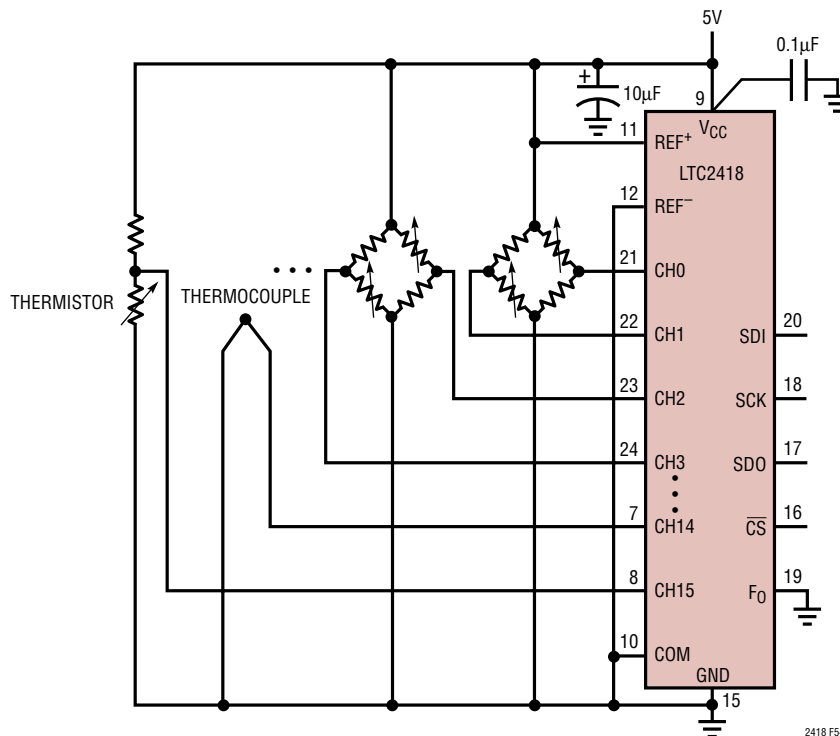 5V
0.1µF
+
10µF
9
VCC
11
REF+
LTC2418
12
REF−
21
CH0
THERMISTOR
THERMOCOUPLE
22
CH1
SDI
20
23
CH2
SCK
18
24
CH3
SDO
17
7
CH14
CS
16
8
CH15
FO
19
10
COM
GND
15
2418 F5